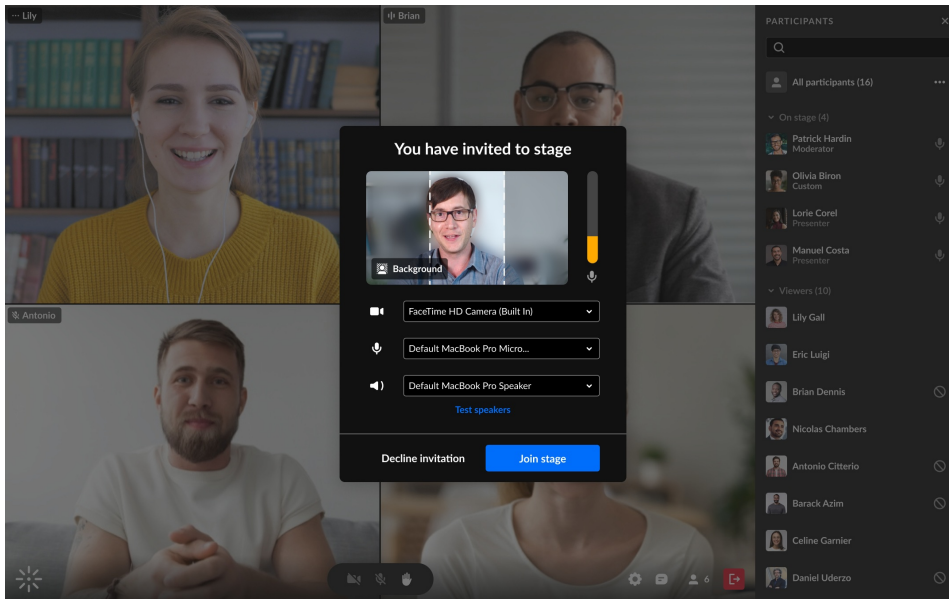 Lily
Brian
Antonio
You have invited to stage
Background
FaceTime HD Camera (Built In)
Default MacBook Pro Micro...
Default MacBook Pro Speaker
Test speakers
Decline invitation
Join stage
6
PARTICIPANTS
All participants (16)
On stage (4)
Patrick Hardin
Moderator
Olivia Biron
Custom
Lorie Corel
Presenter
Manuel Costa
Presenter
Viewers (10)
Lily Gall
Eric Luigi
Brian Dennis
Nicolas Chambers
Antonio Citterio
Barack Azim
Celine Garnier
Daniel Uderzo